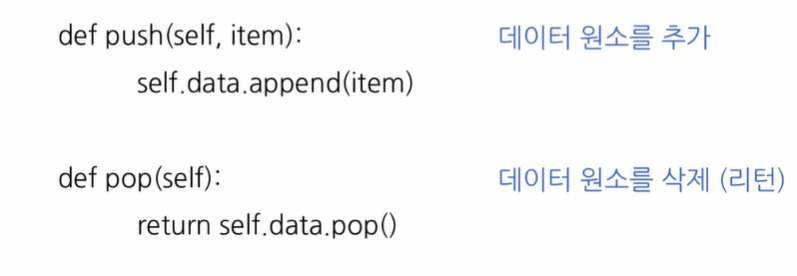 def push(self, item): 데이터 원소를 추가
self.data.append(item)
def pop(self): 데이터 원소를 삭제 (리턴)
return self.data.pop()